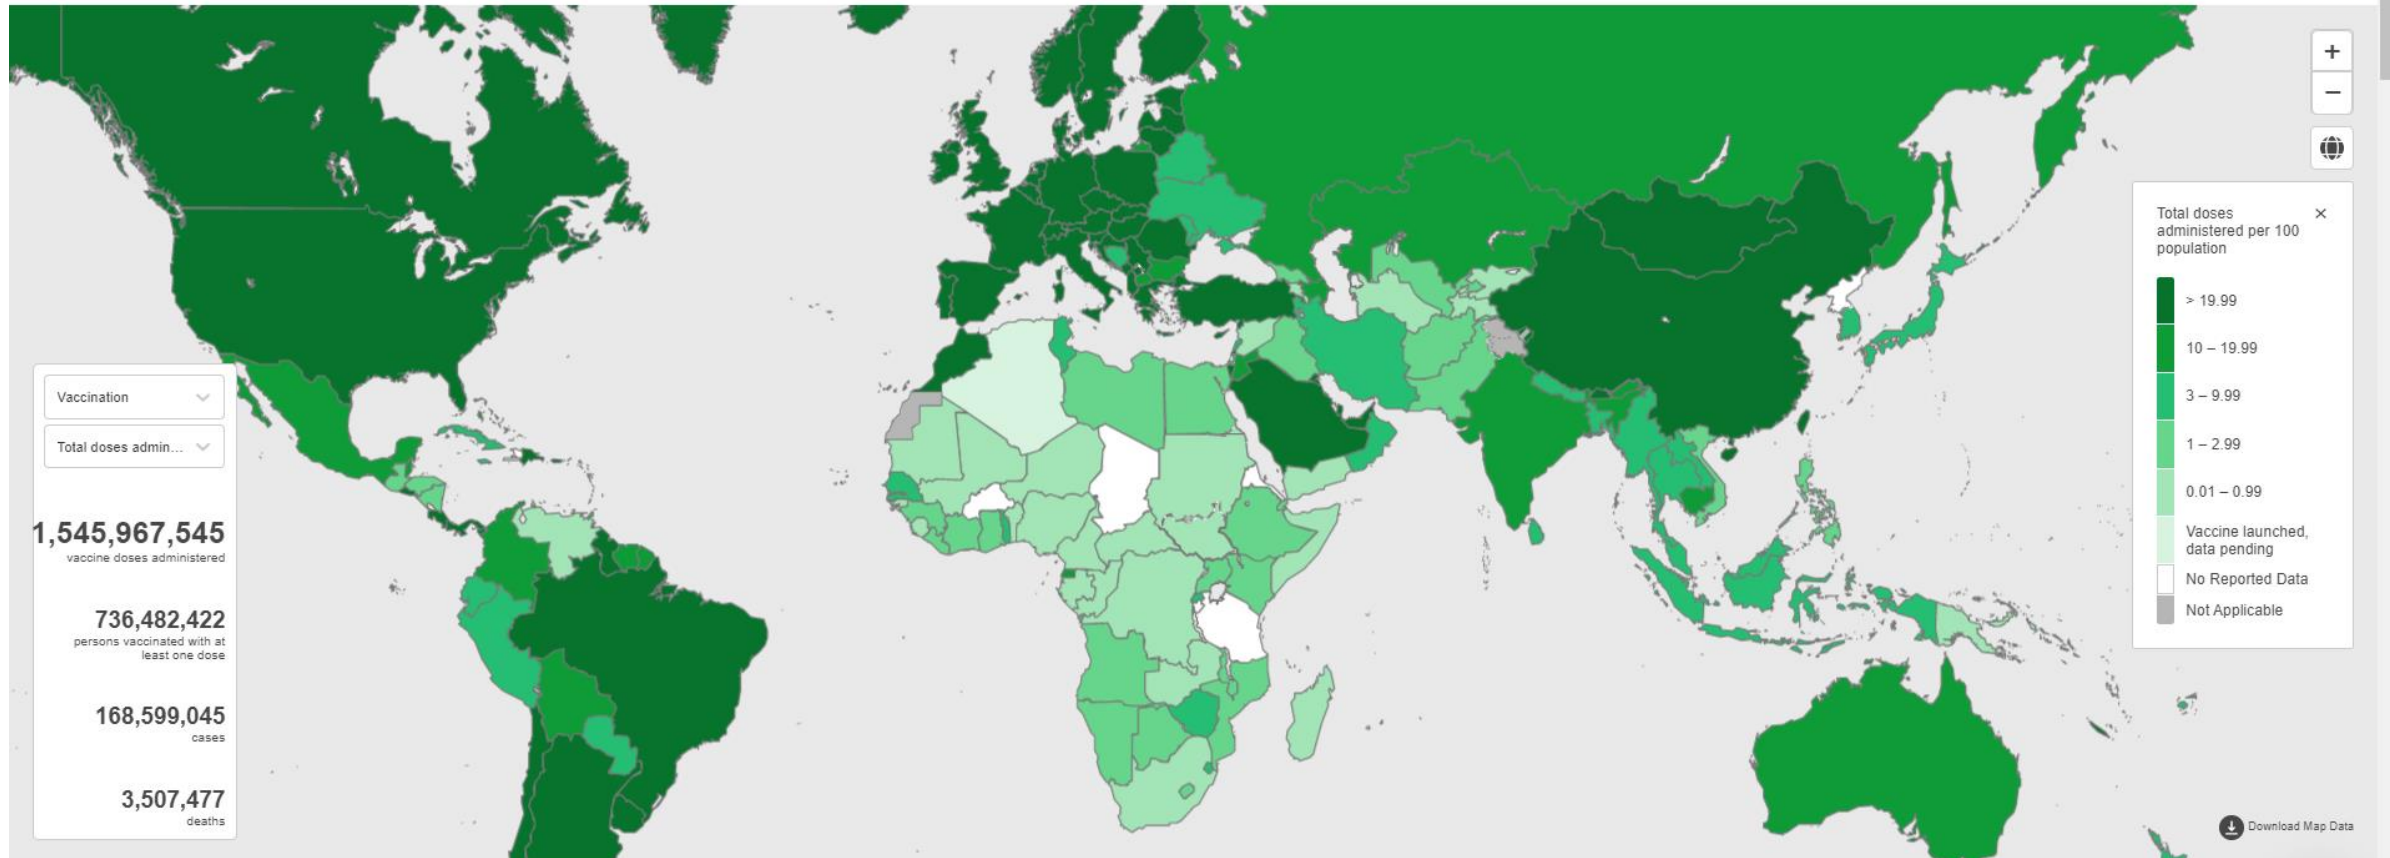 Vaccination
Total doses admin...
1,545,967,545
vaccine doses administered
736,482,422
persons vaccinated with at
least one dose
168,599,045
cases
3,507,477
deaths
+
−
Total doses
administered per 100
population
×
> 19.99
10 – 19.99
3 – 9.99
1 – 2.99
0.01 – 0.99
Vaccine launched,
data pending
No Reported Data
Not Applicable
Download Map Data